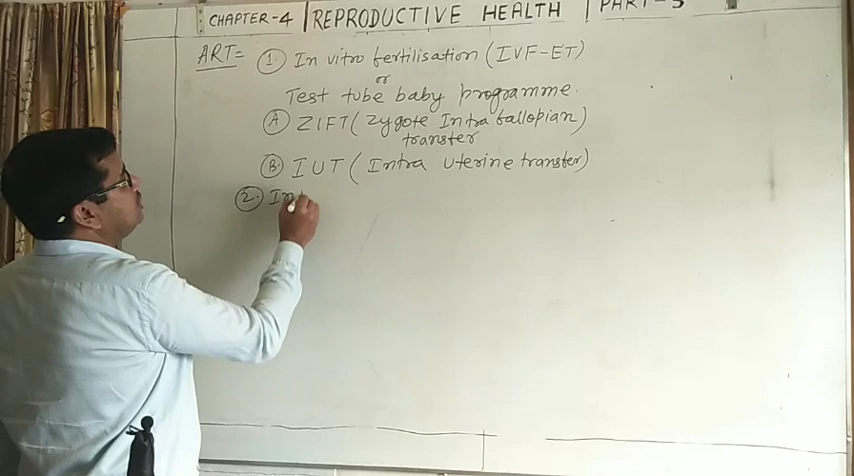 CHAPTER-4 | REPRODUCTIVE HEALTH | PART-3
ART= 1. In vitro fertilisation (IVF-ET)
or
Test tube baby programme.
A ZIFT (Zygote Intra fallopian)
transfer
B. IUT (Intra uterine transfer)
2. Int